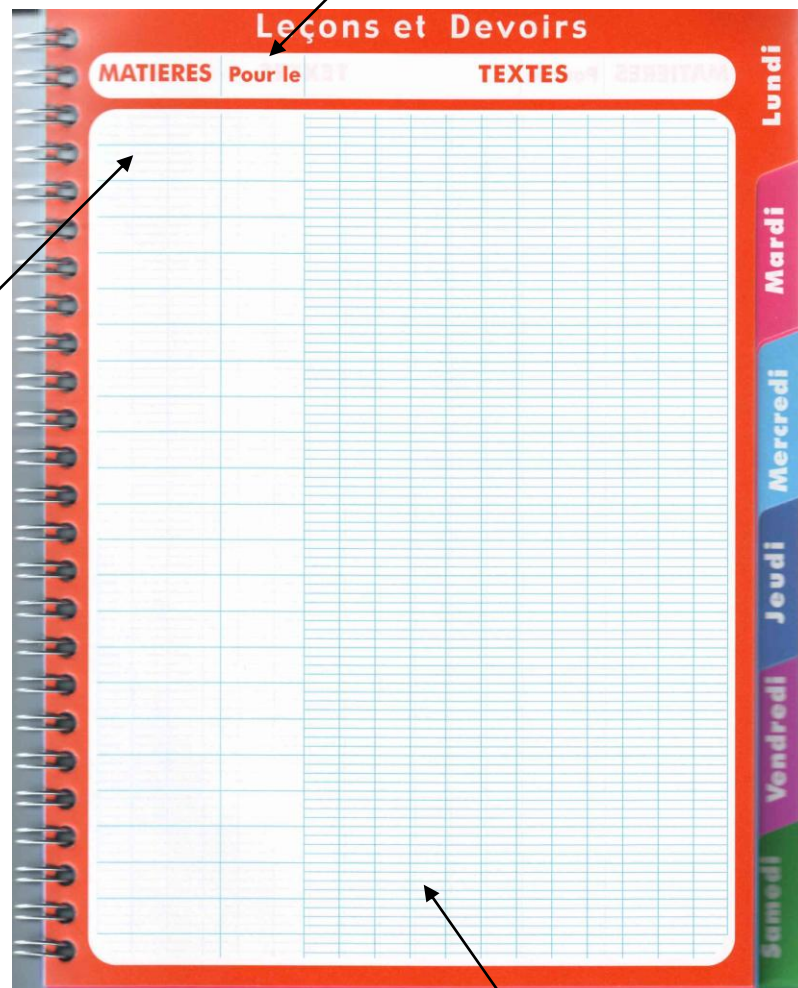 Leçons et Devoirs
MATIERES Pour le TEXTES
Lundi
Mardi
Mercredi
Jeudi
Vendredi
Samedi